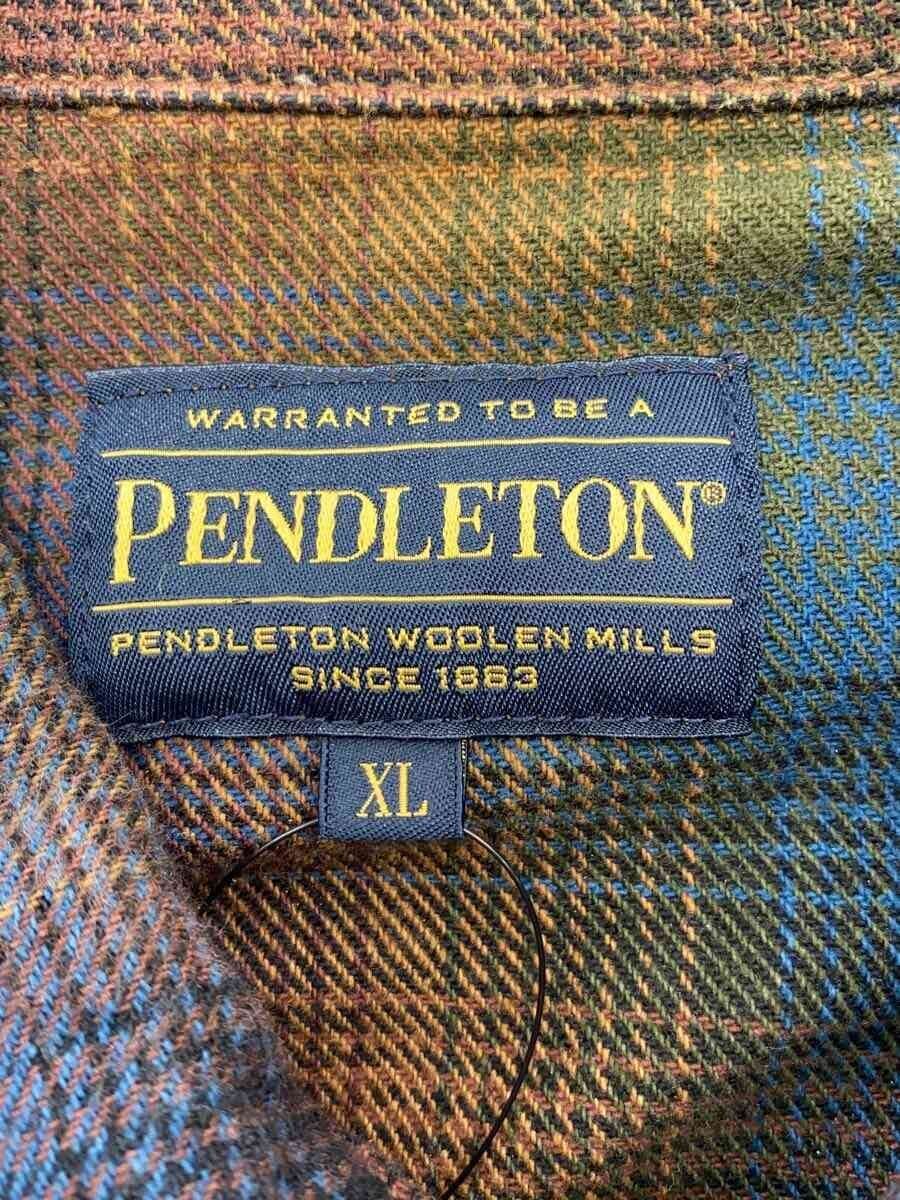 WARRANTED TO BE A
PENDLETON®
PENDLETON WOOLEN MILLS
SINCE 1863
XL